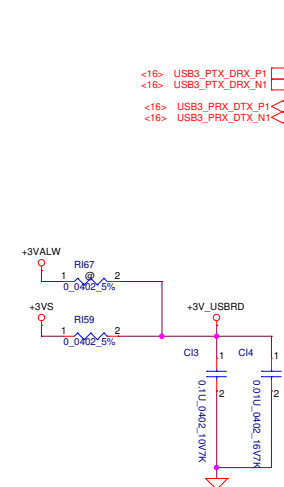 <16> USB3_PTX_DRX_P1
<16> USB3_PTX_DRX_N1
<16> USB3_PRX_DTX_P1
<16> USB3_PRX_DTX_N1
+3VALW
RI67
1 @ 2
0_0402_5%
+3VS
RI59
1 2
0_0402_5%
+3V_USBRD
CI3
1
2
0.1U_0402_10V7K
CI4
1
2
0.01U_0402_16V7K